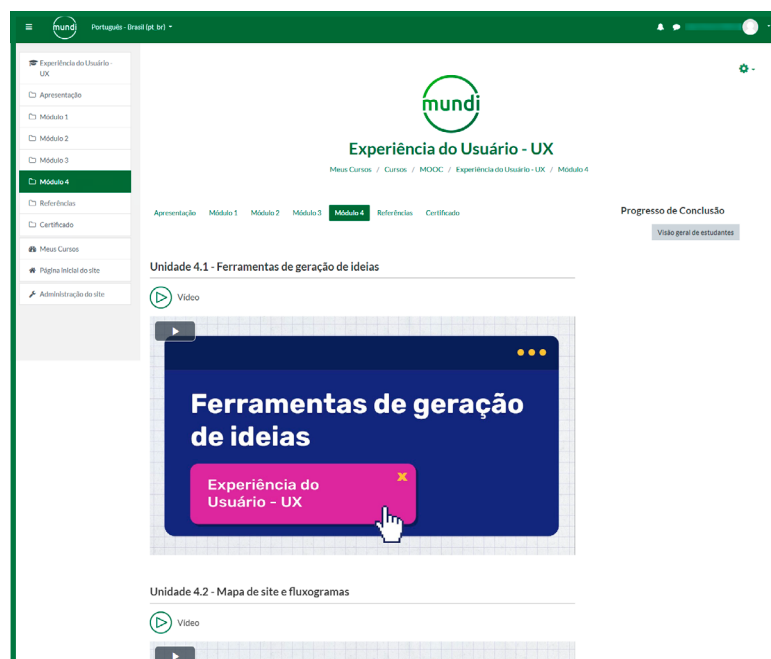 mundi
Português - Brasil (pt_br)
Experiência do Usuário - UX
Apresentação
Módulo 1
Módulo 2
Módulo 3
Módulo 4
Referências
Certificado
Meus Cursos
Página inicial do site
Administração do site
mundi
Experiência do Usuário - UX
Meus Cursos / Cursos / MOOC / Experiência do Usuário - UX / Módulo 4
Apresentação Módulo 1 Módulo 2 Módulo 3 Módulo 4 Referências Certificado
Progresso de Conclusão
Visão geral de estudantes
Unidade 4.1 - Ferramentas de geração de ideias
Vídeo
Ferramentas de geração
de ideias
Experiência do
Usuário - UX
x
Unidade 4.2 - Mapa de site e fluxogramas
Vídeo